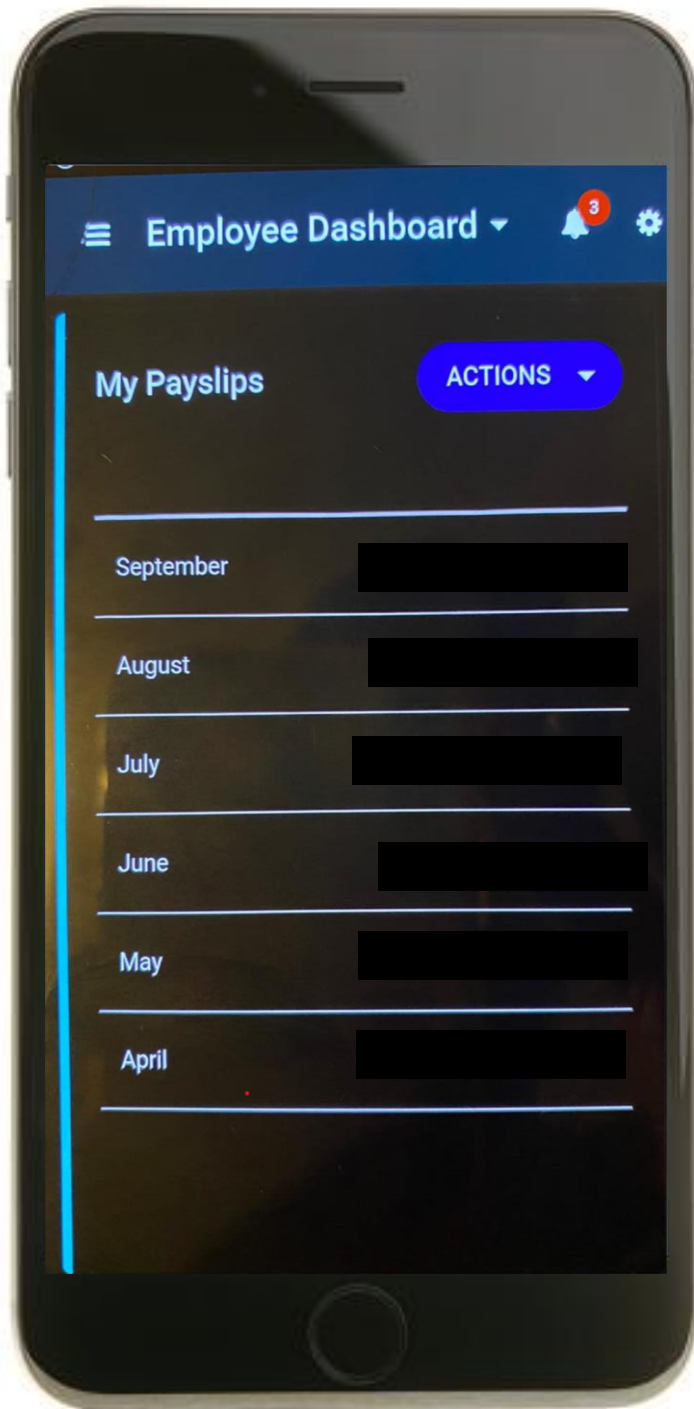 Employee Dashboard 3
My Payslips ACTIONS
September
August
July
June
May
April